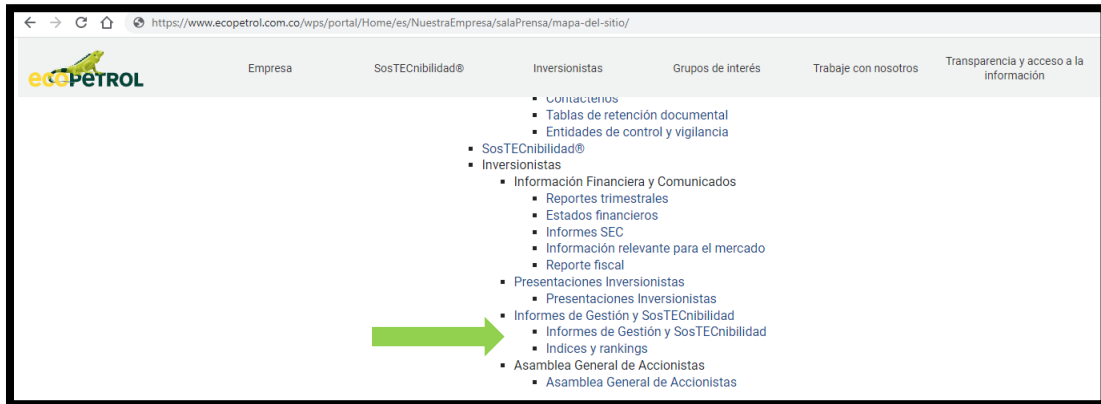 https://www.ecopetrol.com.co/wps/portal/Home/es/NuestraEmpresa/salaPrensa/mapa-del-sitio/
ecoPETROL
Empresa
SosTECnibilidad®
Inversionistas
Grupos de interés
Trabaje con nosotros
Transparencia y acceso a la
información
Contáctenos
Tablas de retención documental
Entidades de control y vigilancia
SosTECnibilidad®
Inversionistas
Información Financiera y Comunicados
Reportes trimestrales
Estados financieros
Informes SEC
Información relevante para el mercado
Reporte fiscal
Presentaciones Inversionistas
Presentaciones Inversionistas
Informes de Gestión y SosTECnibilidad
Informes de Gestión y SosTECnibilidad
Indices y rankings
Asamblea General de Accionistas
Asamblea General de Accionistas